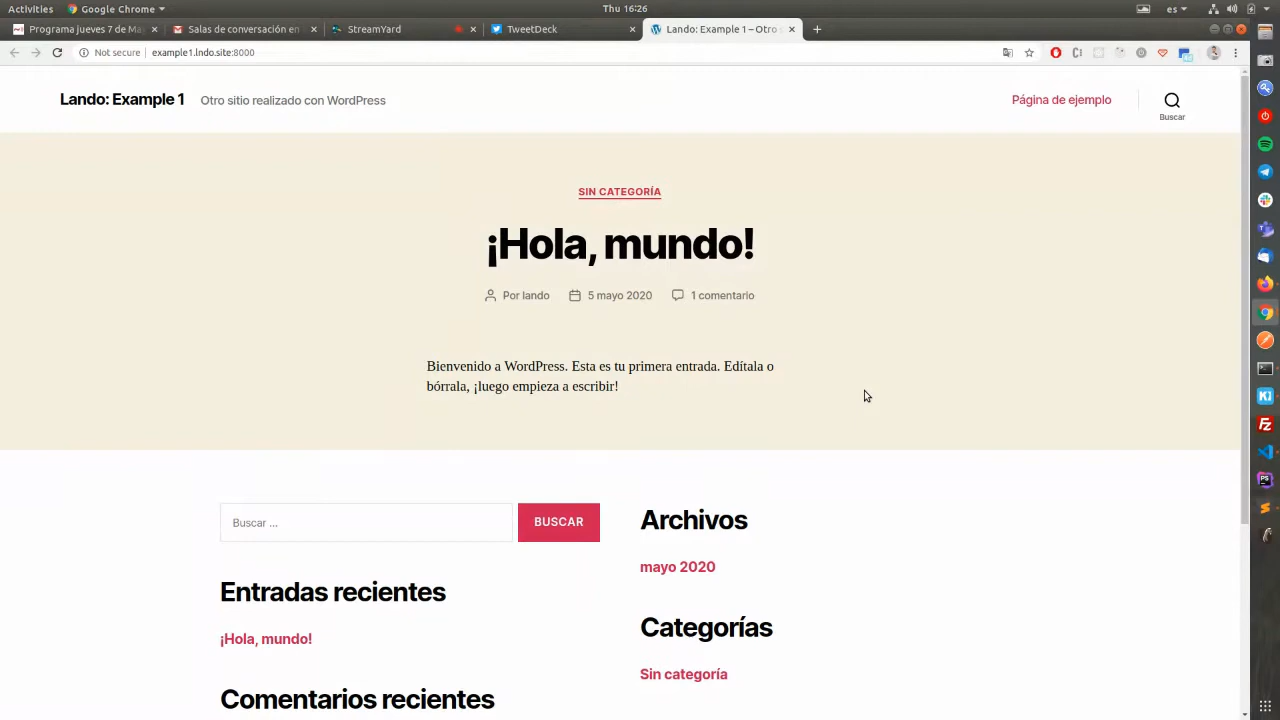 Activities
Google Chrome
Thu 16:26
es
Programa jueves 7 de May
Salas de conversación en
StreamYard
TweetDeck
Lando: Example 1 – Otro s
Not secure
example1.lndo.site:8000
Lando: Example 1
Otro sitio realizado con WordPress
Página de ejemplo
Buscar
SIN CATEGORÍA
¡Hola, mundo!
Por lando
5 mayo 2020
1 comentario
Bienvenido a WordPress. Esta es tu primera entrada. Edítala o
bórrala, ¡luego empieza a escribir!
Buscar ...
BUSCAR
Archivos
mayo 2020
Entradas recientes
Categorías
¡Hola, mundo!
Sin categoría
Comentarios recientes